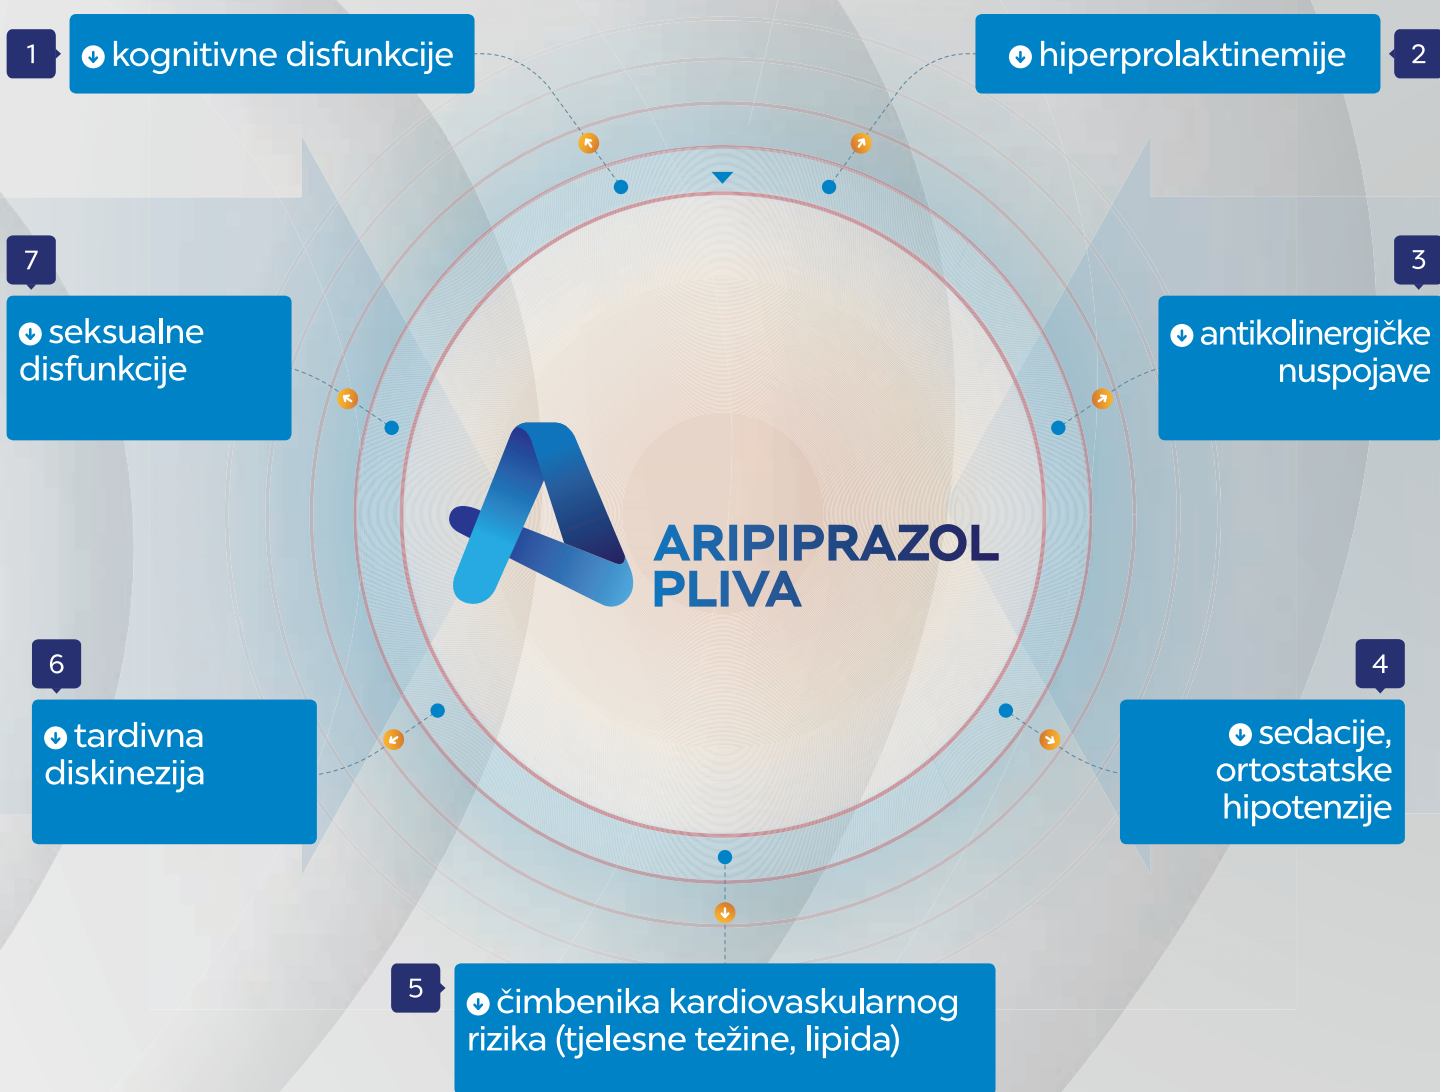 1
kognitivne disfunkcije
hiperprolaktinemije
2
3
antikolinergičke
nuspojave
4
sedacije,
ortostatske
hipotenzije
5
čimbenika kardiovaskularnog
rizika (tjelesne težine, lipida)
6
tardivna
diskinezija
7
seksualne
disfunkcije
ARIPIPRAZOL
PLIVA